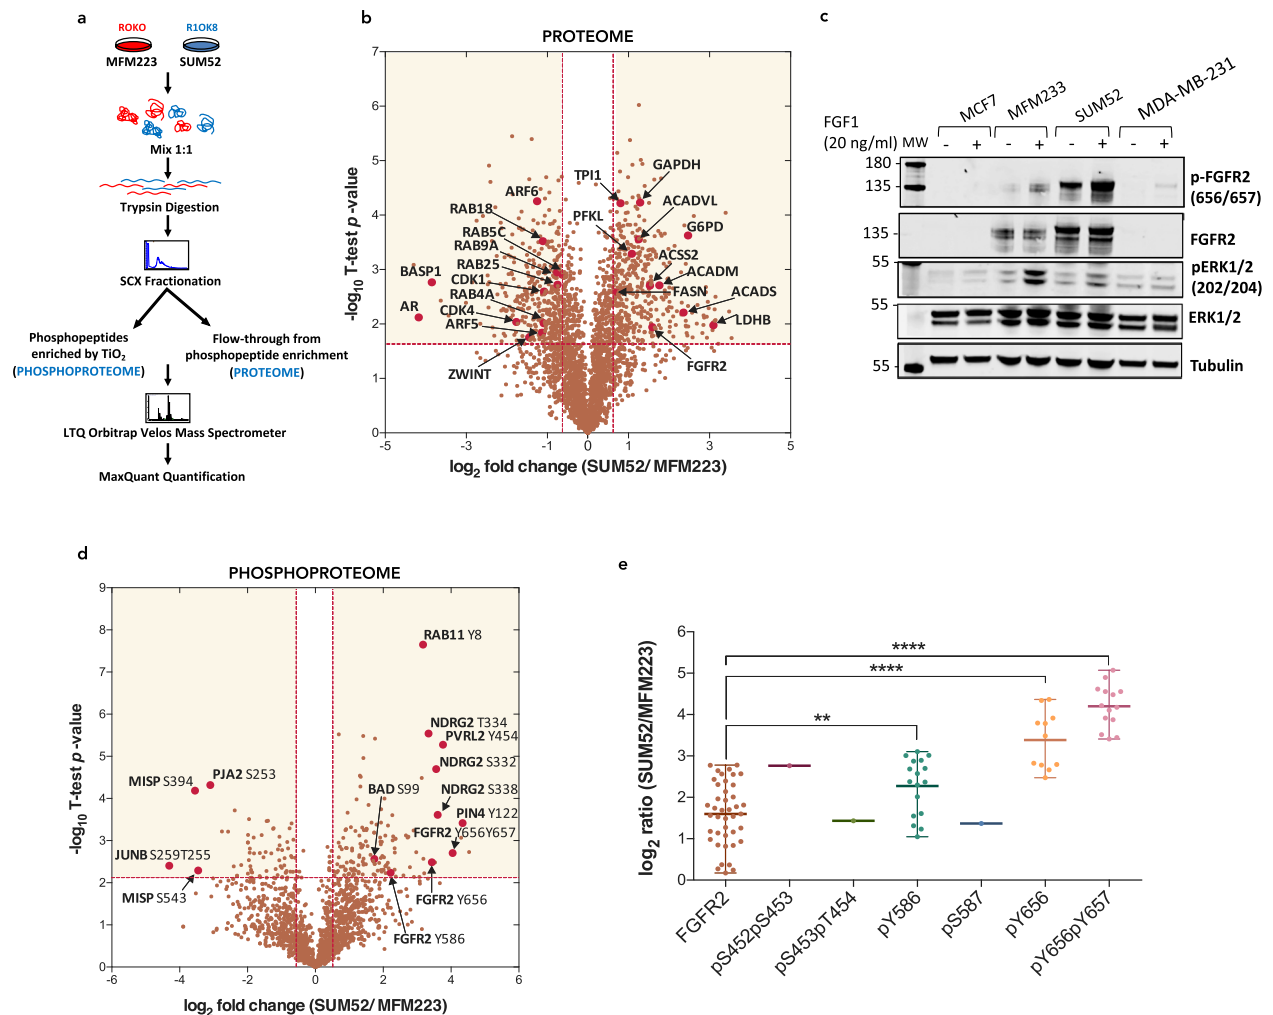 a
ROKO
R1OK8
MFM223
SUM52
Mix 1:1
Trypsin Digestion
SCX Fractionation
Phosphopeptides
enriched by TiO2
(PHOSPHOPROTEOME)
Flow-through from
phosphopeptide enrichment
(PROTEOME)
LTQ Orbitrap Velos Mass Spectrometer
MaxQuant Quantification
b
PROTEOME
-log10 T-test p -value
7
6
5
4
3
2
1
0
-5
-3
-1
0
1
3
5
log2 fold change (SUM52/ MFM223)
ARF6
RAB18
RAB5C
RAB9A
BASP1
RAB25
CDK1
AR
RAB4A
CDK4
ARF5
ZWINT
TPI1
GAPDH
PFKL
ACADVL
G6PD
ACSS2
ACADM
FASN
ACADS
LDHB
FGFR2
c
MCF7
MFM233
SUM52
MDA-MB-231
FGF1
(20 ng/ml)
MW
- + - + - + - +
180
135
p-FGFR2
(656/657)
135
FGFR2
55
pERK1/2
(202/204)
55
ERK1/2
55
Tubulin
d
PHOSPHOPROTEOME
-log10 T-test p -value
9
8
7
6
5
4
3
2
1
0
-6
-4
-2
0
2
4
6
log2 fold change (SUM52/ MFM223)
RAB11 Y8
NDRG2 T334
PVRL2 Y454
NDRG2 S332
MISP S394
PJA2 S253
BAD S99
NDRG2 S338
PIN4 Y122
FGFR2 Y656Y657
JUNB S259T255
MISP S543
FGFR2 Y656
FGFR2 Y586
e
log2 ratio (SUM52/MFM223)
6
5
4
3
2
1
0
****
****
**
FGFR2
pS452pS453
pS453pT454
pY586
pS587
pY656
pY656pY657